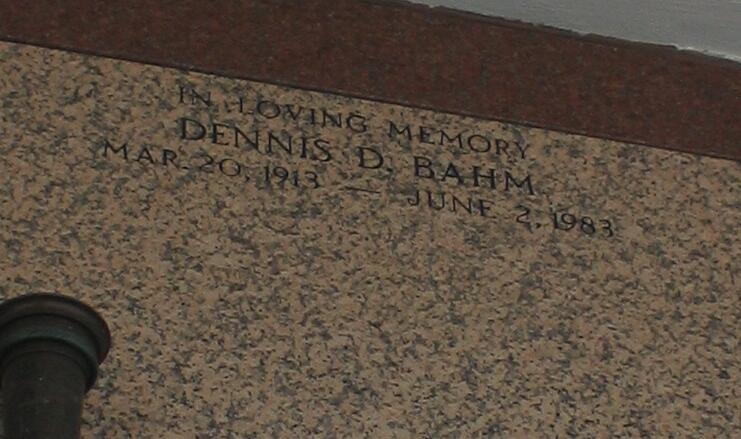 IN LOVING MEMORY
DENNIS D. BAHM
MAR. 20, 1913 — JUNE 2, 1983